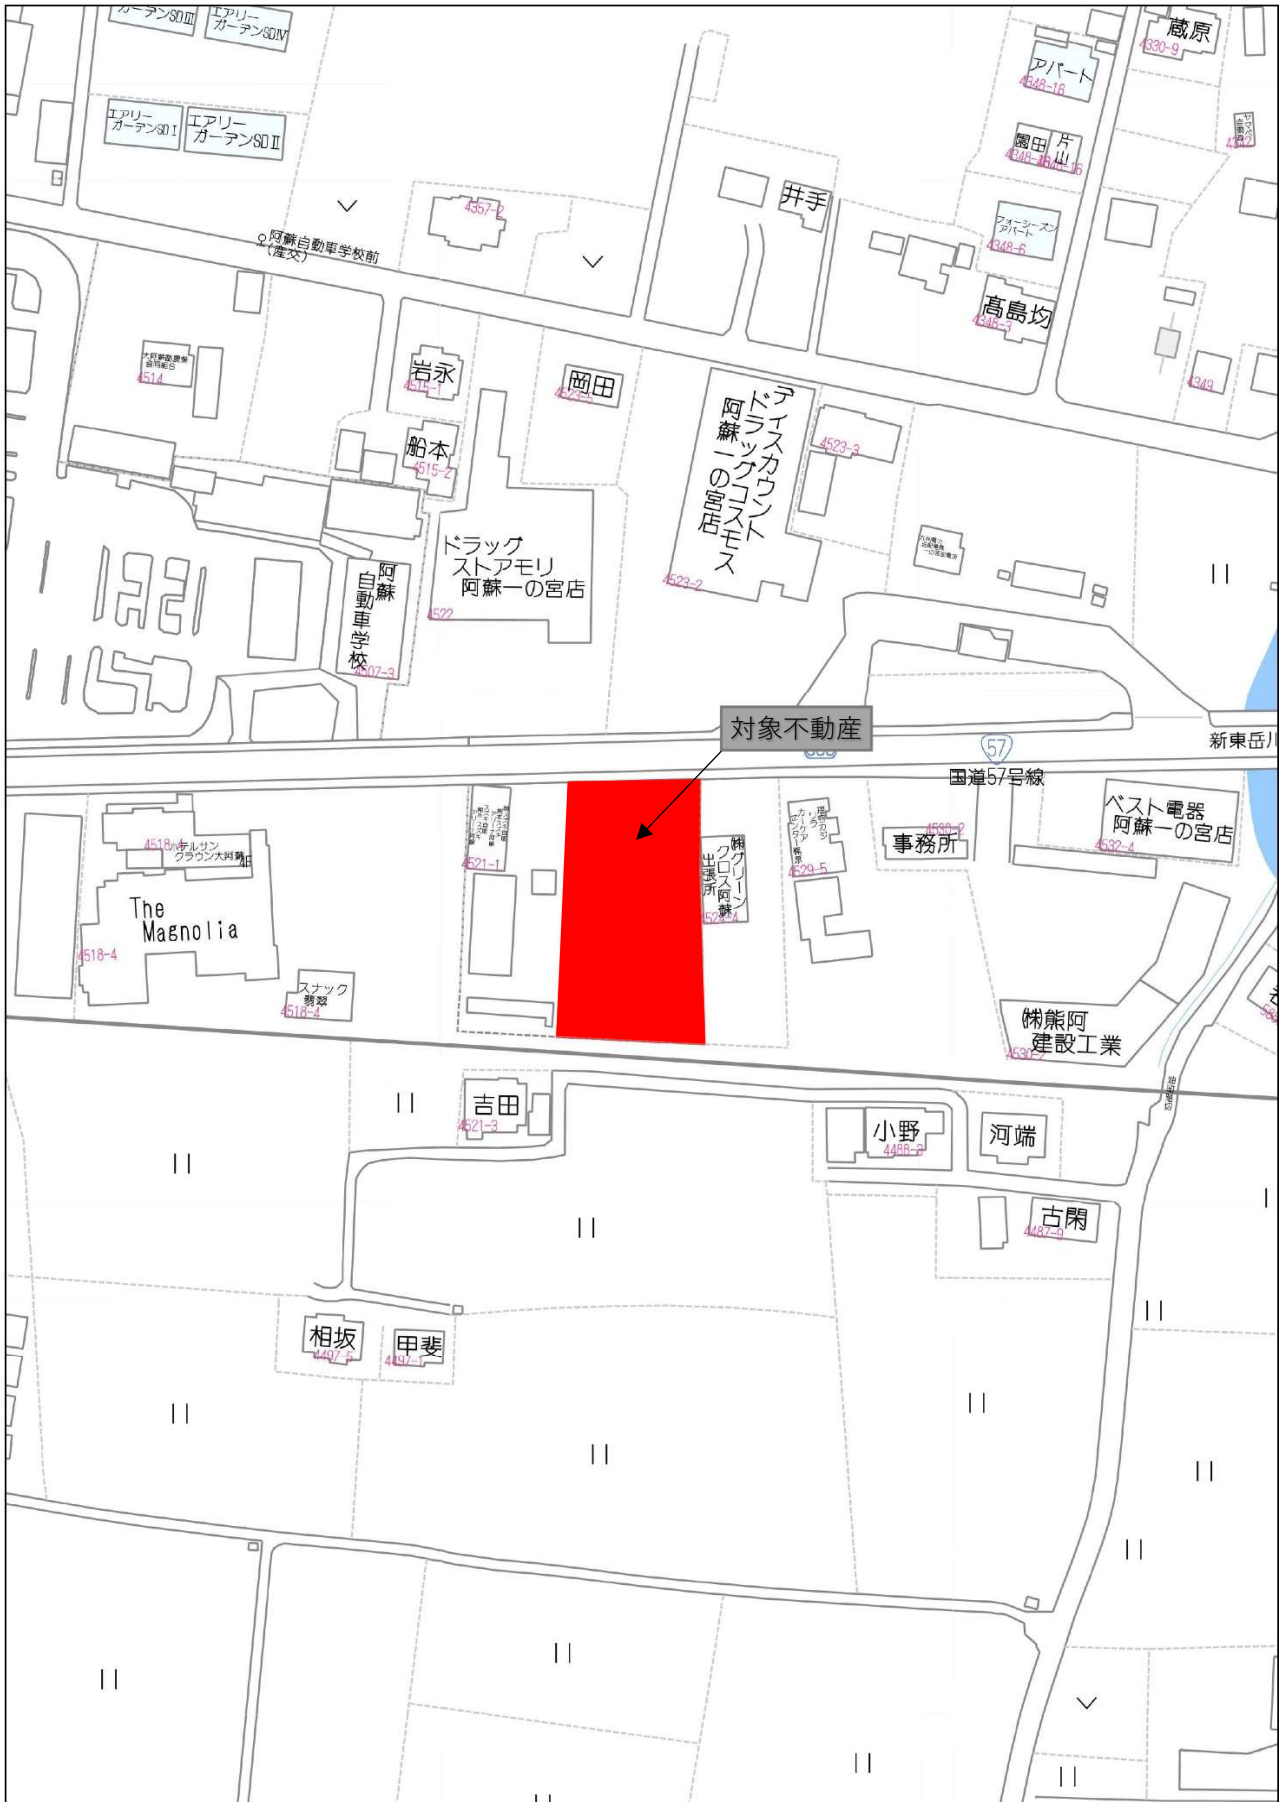 ガーデンSDⅢ
エアリー
ガーデンSDⅣ
蔵原
4330-9
アパート
4348-16
エアリー
ガーデンSDⅠ
エアリー
ガーデンSDⅡ
園田
片山
4342
井手
4357-2
フォーシーズン
アパート
4348-6
阿蘇自動車学校前
(産交)
髙島均
4348-3
4514
岩永
4515-1
岡田
4523-5
4349
ディスカウント
ドラッグコスモス
阿蘇一の宮店
4523-2
4523-3
船本
4515-2
ドラッグ
ストアモリ
阿蘇一の宮店
4522
阿蘇
自動車学校
4507-3
対象不動産
57
新東岳川
国道57号線
ベスト電器
阿蘇一の宮店
4532-4
事務所
4530-2
4529-5
㈱グリーン
クロス阿蘇
出張所
4524-4
4521-1
ホテルサン
クラウン大阿蘇
4F
The
Magnolia
4518-4
スナック
翡翠
4518-4
㈱熊阿
建設工業
4530-2
吉田
4521-3
小野
4488-3
河端
古閑
4487-9
相坂
4497-5
甲斐
4497-1